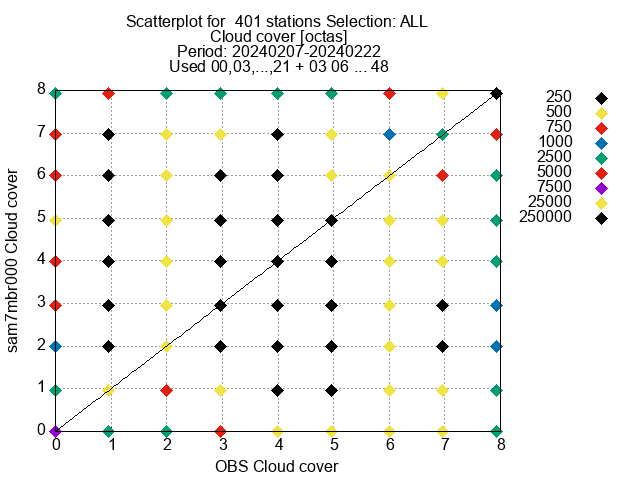 Scatterplot for 401 stations Selection: ALL
Cloud cover [octas]
Period: 20240207-20240222
Used 00,03,...,21 + 03 06 ... 48
8
7
6
5
4
3
2
1
0
sam7mbr000 Cloud cover
0 1 2 3 4 5 6 7 8
OBS Cloud cover
250
500
750
1000
2500
5000
7500
25000
250000